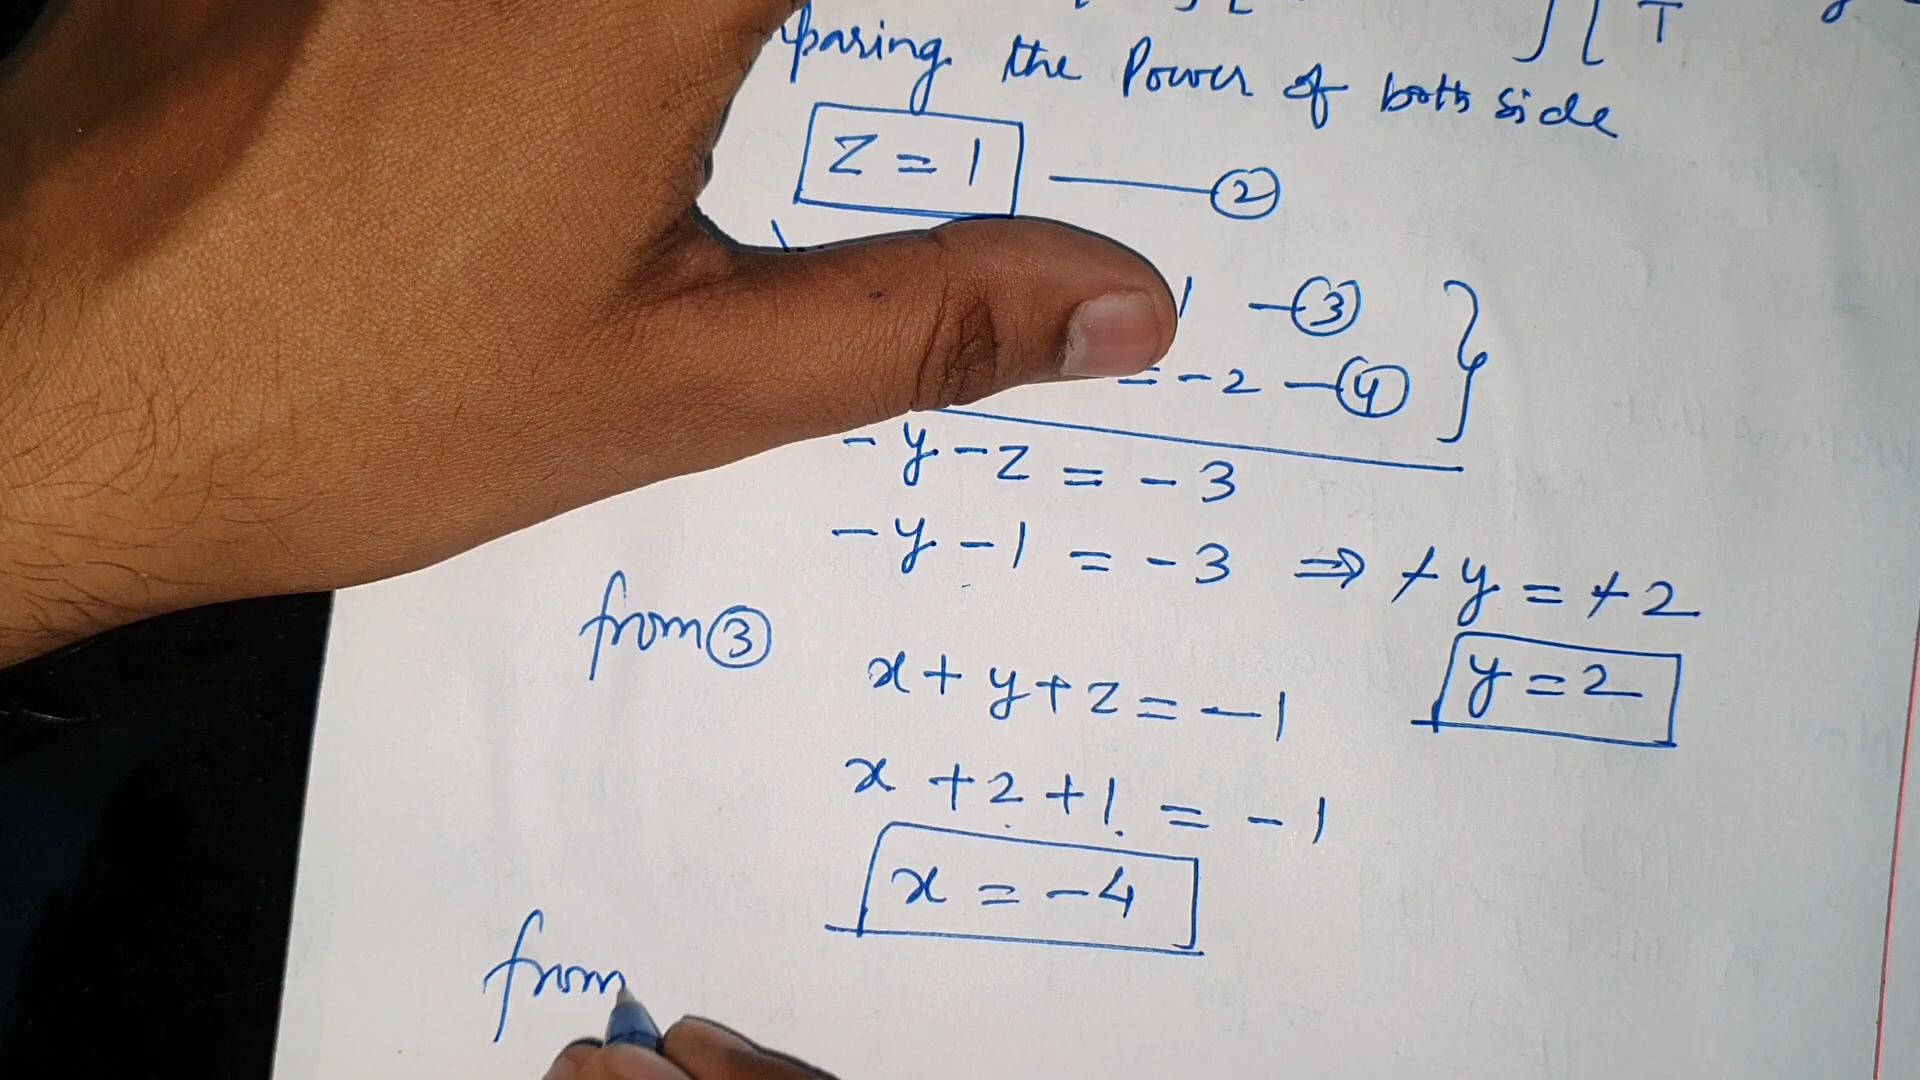 the Power of both side
Z = 1 — ②
1 — ③
= - 2 — ④
- y - z = - 3
- y - 1 = - 3 ⇒ + y = + 2
from ③
x + y + z = - 1
y = 2
x + 2 + 1 = - 1
x = - 4
from